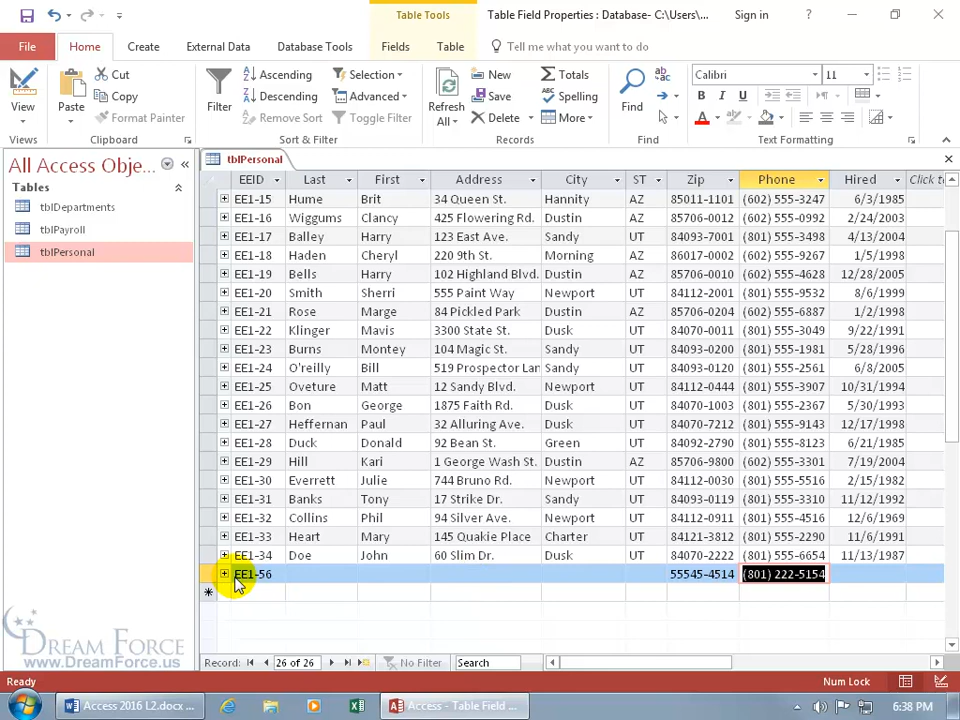 Table Tools
Table Field Properties : Database- C:\Users\...
Sign in
?
File
Home
Create
External Data
Database Tools
Fields
Table
Tell me what you want to do
View
Views
Paste
Cut
Copy
Format Painter
Clipboard
Filter
Ascending
Descending
Remove Sort
Selection
Advanced
Toggle Filter
Sort & Filter
Refresh
All
New
Save
Delete
Totals
Spelling
More
Records
Find
Find
Calibri
11
B I U
Text Formatting
All Access Obje...
Tables
tblDepartments
tblPayroll
tblPersonal
tblPersonal
EEID Last First Address City ST Zip Phone Hired Click t
EE1-15 Hume Brit 34 Queen St. Hannity AZ 85011-1101 (602) 555-3247 6/3/1985
EE1-16 Wiggums Clancy 425 Flowering Rd. Dustin AZ 85706-0012 (602) 555-0992 2/24/2003
EE1-17 Balley Harry 123 East Ave. Sandy UT 84093-7001 (801) 555-3498 4/13/2004
EE1-18 Haden Cheryl 220 9th St. Morning AZ 86017-0002 (602) 555-9267 1/5/1998
EE1-19 Bells Harry 102 Highland Blvd. Dustin AZ 85706-0010 (602) 555-4628 12/28/2005
EE1-20 Smith Sherri 555 Paint Way Newport UT 84112-2001 (801) 555-9532 8/6/1999
EE1-21 Rose Marge 84 Pickled Park Dustin AZ 85706-0204 (602) 555-6887 1/2/1998
EE1-22 Klinger Mavis 3300 State St. Dusk UT 84070-0011 (801) 555-3049 9/22/1991
EE1-23 Burns Montey 104 Magic St. Sandy UT 84093-0200 (801) 555-1981 5/28/1996
EE1-24 O'reilly Bill 519 Prospector Lan Sandy UT 84093-0100 (801) 555-2561 6/8/2005
EE1-25 Oveture Matt 12 Sandy Blvd. Newport UT 84112-0444 (801) 555-3907 10/31/1994
EE1-26 Bon George 1875 Faith Rd. Dusk UT 84070-1003 (801) 555-2367 5/30/1993
EE1-27 Heffernan Paul 32 Alluring Ave. Dusk UT 84070-7212 (801) 555-9143 12/17/1998
EE1-28 Duck Donald 92 Bean St. Green UT 84092-2790 (801) 555-8123 6/21/1985
EE1-29 Hill Kari 1 George Wash St. Dustin AZ 85706-9800 (602) 555-3301 7/19/2004
EE1-30 Everrett Julie 744 Bruno Rd. Newport UT 84112-0030 (801) 555-5516 2/15/1982
EE1-31 Banks Tony 17 Strike Dr. Sandy UT 84093-0119 (801) 555-3310 11/12/1992
EE1-32 Collins Phil 94 Silver Ave. Newport UT 84112-0911 (801) 555-4516 12/6/1969
EE1-33 Heart Mary 145 Quakie Place Charter UT 84121-3812 (801) 555-2290 11/6/1991
EE1-34 Doe John 60 Slim Dr. Dusk UT 84070-2222 (801) 555-6654 11/13/1987
EE1-56 55545-4514 (801) 222-5154
DREAM FORCE
www.DreamForce.us
Record: 26 of 26 No Filter Search
Ready
Num Lock
Access 2016 L2.docx ...
Access - Table Field ...
6:38 PM